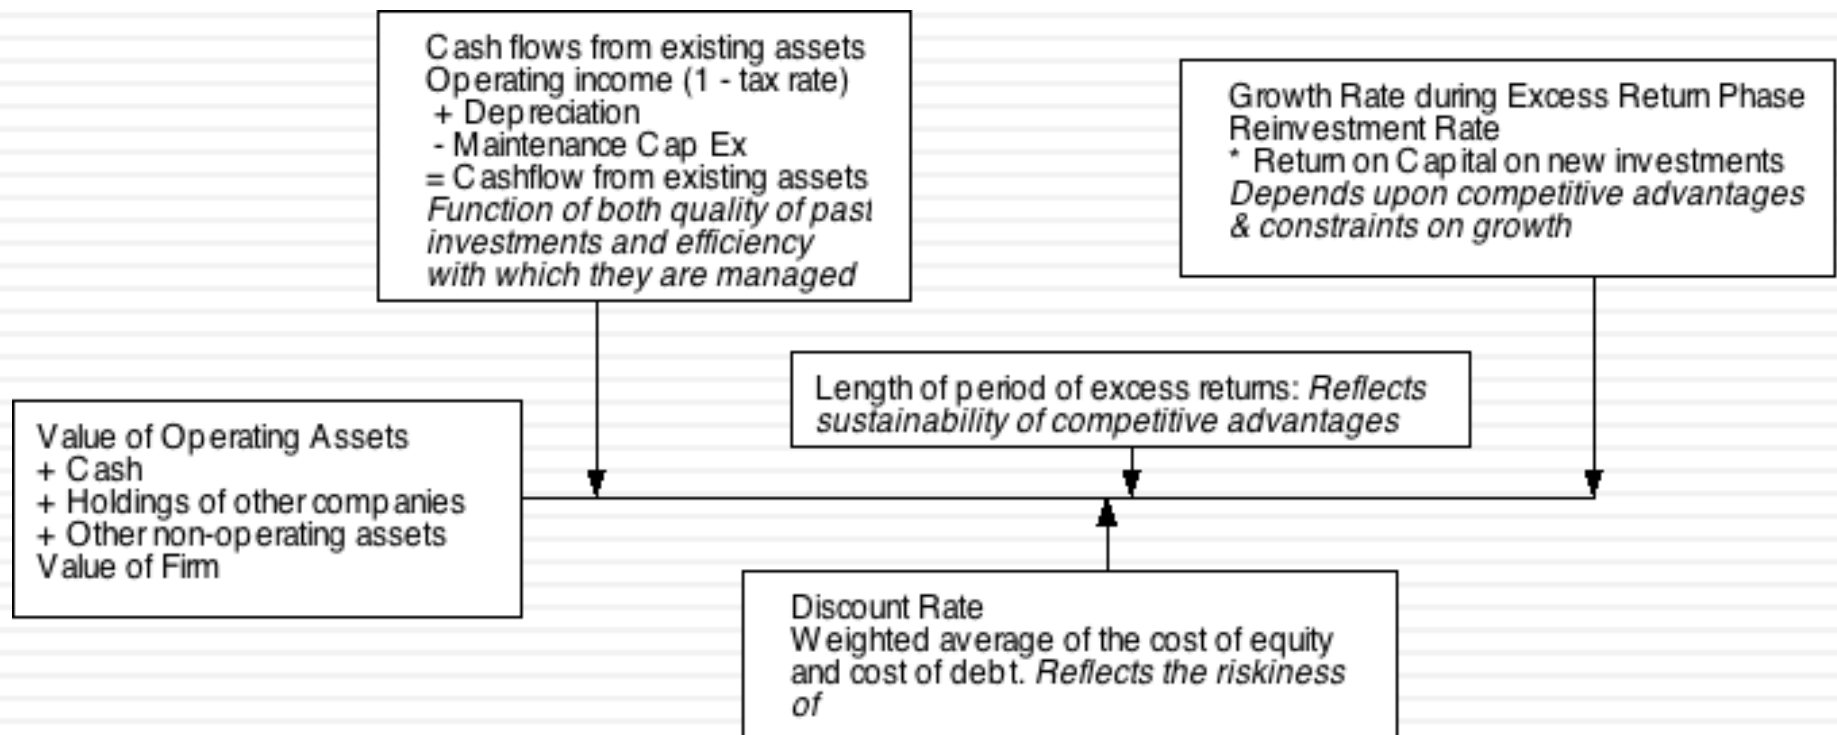 Cash flows from existing assets
Operating income (1 - tax rate)
+ Depreciation
- Maintenance Cap Ex
= Cashflow from existing assets
Function of both quality of past
investments and efficiency
with which they are managed
Growth Rate during Excess Return Phase
Reinvestment Rate
* Return on Capital on new investments
Depends upon competitive advantages
& constraints on growth
Length of period of excess returns: Reflects
sustainability of competitive advantages
Value of Operating Assets
+ Cash
+ Holdings of other companies
+ Other non-operating assets
Value of Firm
Discount Rate
Weighted average of the cost of equity
and cost of debt. Reflects the riskiness
of